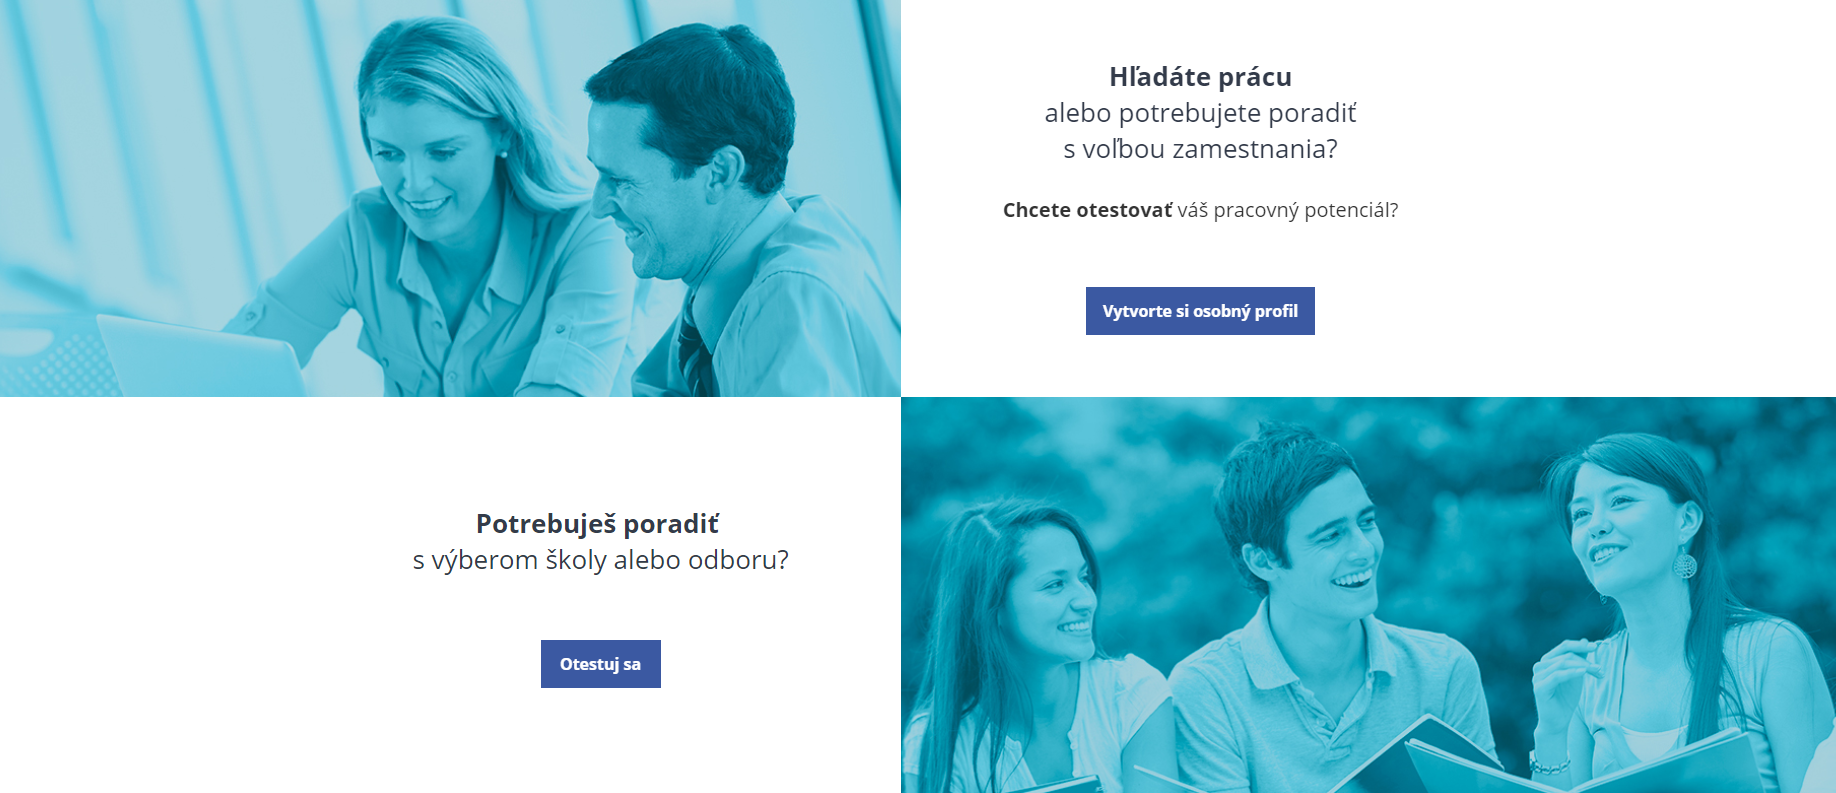 Hľadáte prácu
alebo potrebujete poradiť
s voľbou zamestnania?
Chcete otestovať váš pracovný potenciál?
Vytvorte si osobný profil
Potrebuješ poradiť
s výberom školy alebo odboru?
Otestuj sa